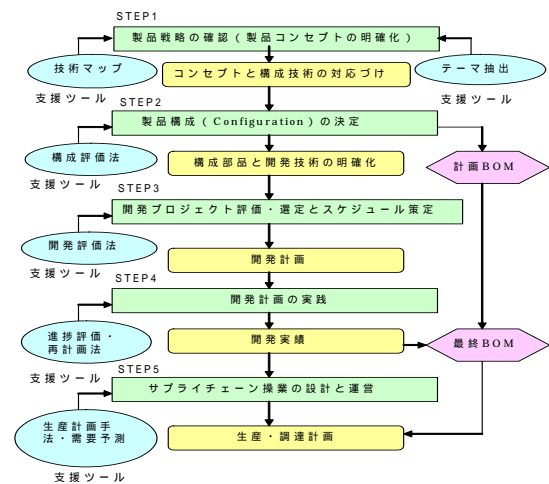 STEP1
製品戦略の確認(製品コンセプトの明確化)
技術マップ
コンセプトと構成技術の対応づけ
テーマ抽出
支援ツール
支援ツール
STEP2
製品構成(Configuration)の決定
構成評価法
構成部品と開発技術の明確化
計画BOM
支援ツール
STEP3
開発プロジェクト評価・選定とスケジュール策定
開発評価法
開発計画
支援ツール
STEP4
開発計画の実践
進捗評価・
再計画法
開発実績
最終BOM
支援ツール
STEP5
サプライチェーン操業の設計と運営
生産計画手
法・需要予測
生産・調達計画
支援ツール